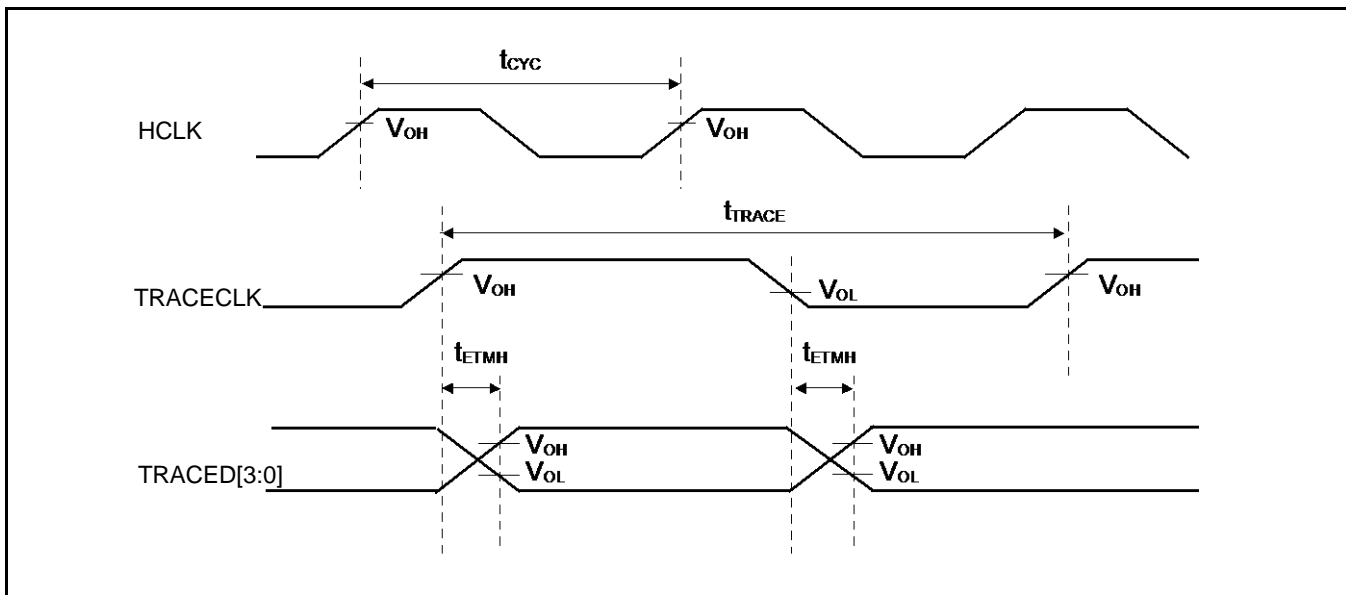 tCYC
HCLK
VOH
VOH
tTRACE
TRACECLK
VOH
VOL
VOH
tETMH
tETMH
TRACED[3:0]
VOH
VOH
VOL
VOL